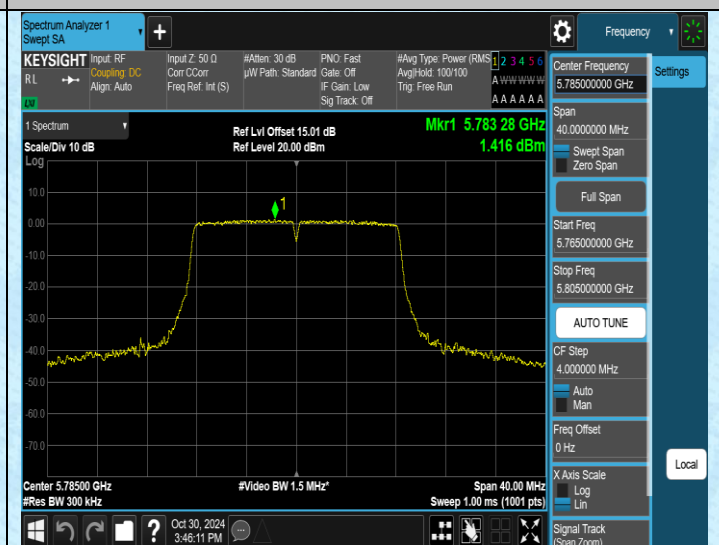 Spectrum Analyzer 1
Swept SA
Frequency
KEYSIGHT
RL
Input: RF
Coupling: DC
Align: Auto
Input Z: 50 Ω
Corr CCorr
Freq Ref: Int (S)
#Atten: 30 dB
µW Path: Standard
PNO: Fast
Gate: Off
IF Gain: Low
Sig Track: Off
#Avg Type: Power (RMS
Avg|Hold: 100/100
Trig: Free Run
1 2 3 4 5 6
A W W W W W
A A A A A A
1 Spectrum
Scale/Div 10 dB
Log
Ref Lvl Offset 15.01 dB
Ref Level 20.00 dBm
Mkr1 5.783 28 GHz
1.416 dBm
1
10.0
0.00
-10.0
-20.0
-30.0
-40.0
-50.0
-60.0
-70.0
Center 5.78500 GHz
#Res BW 300 kHz
#Video BW 1.5 MHz*
Span 40.00 MHz
Sweep 1.00 ms (1001 pts)
Oct 30, 2024
3:46:11 PM
Center Frequency
5.785000000 GHz
Settings
Span
40.0000000 MHz
Swept Span
Zero Span
Full Span
Start Freq
5.765000000 GHz
Stop Freq
5.805000000 GHz
AUTO TUNE
CF Step
4.000000 MHz
Auto
Man
Freq Offset
0 Hz
X Axis Scale
Log
Lin
Local
Signal Track
(Span Zoom)